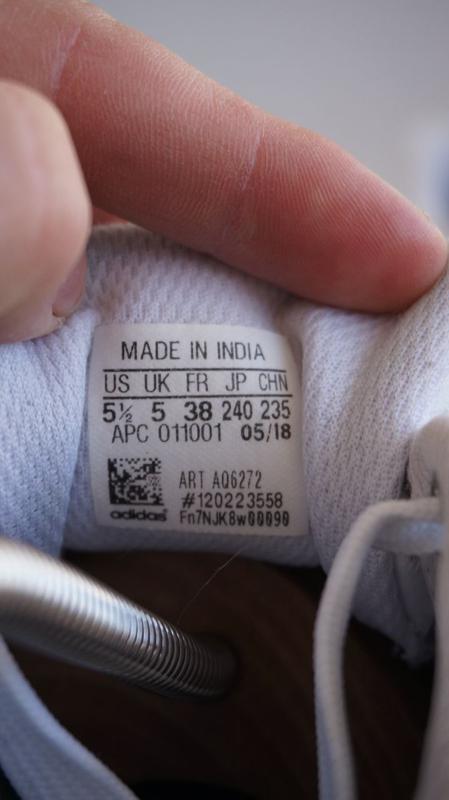 MADE IN INDIA
US UK FR JP CHN
5½ 5 38 240 235
APC 011001 05/18
ART AQ6272
#120223558
adidas Fn7NJK8w00090